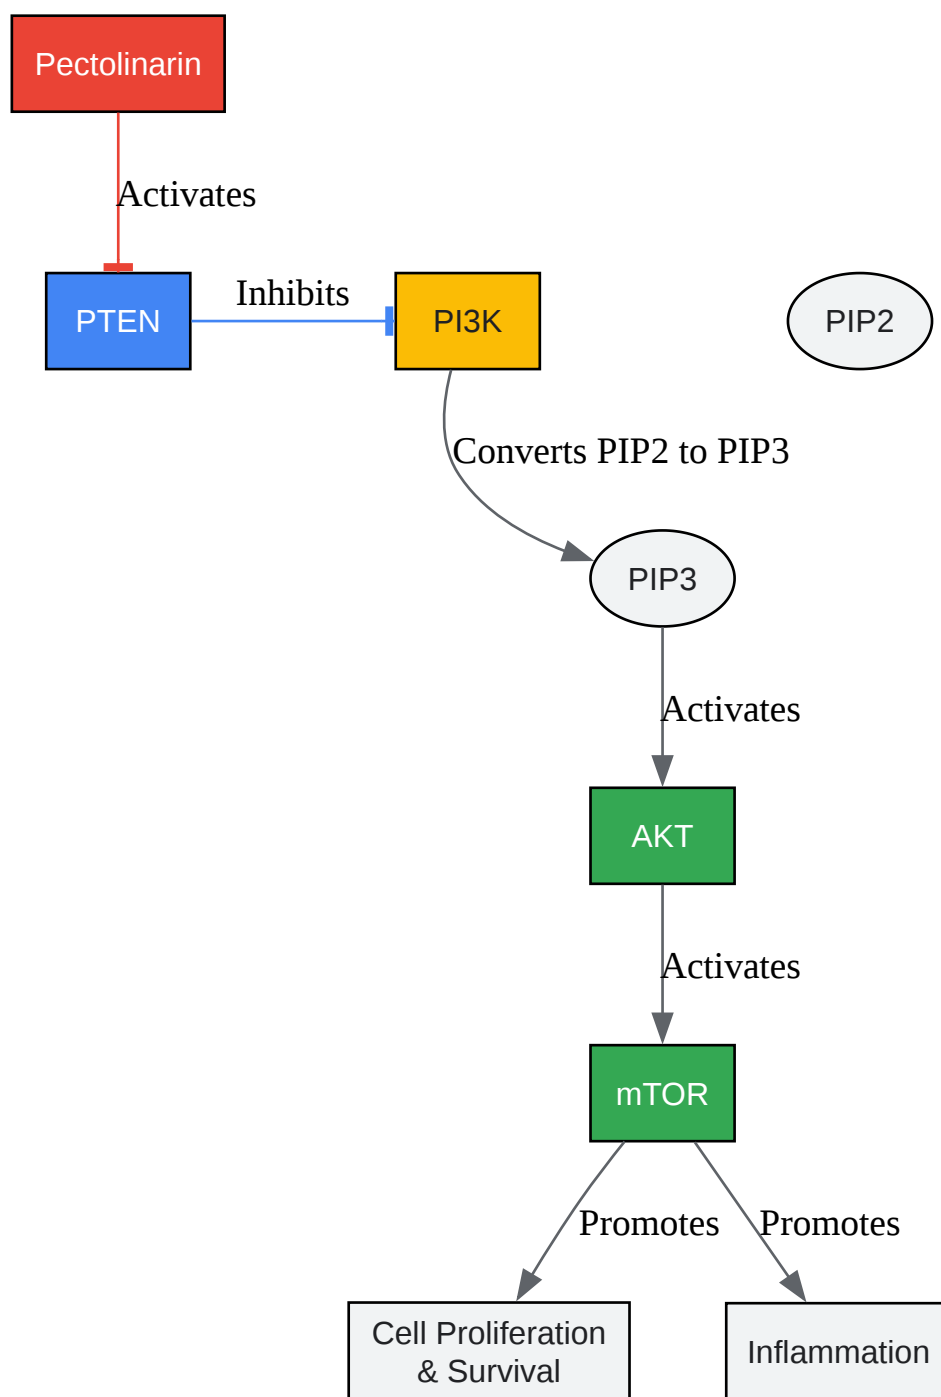 Pectolinarin
Activates
Inhibits
PTEN
PI3K
PIP2
Converts PIP2 to PIP3
PIP3
Activates
AKT
Activates
mTOR
Promotes
Promotes
Cell Proliferation
& Survival
Inflammation